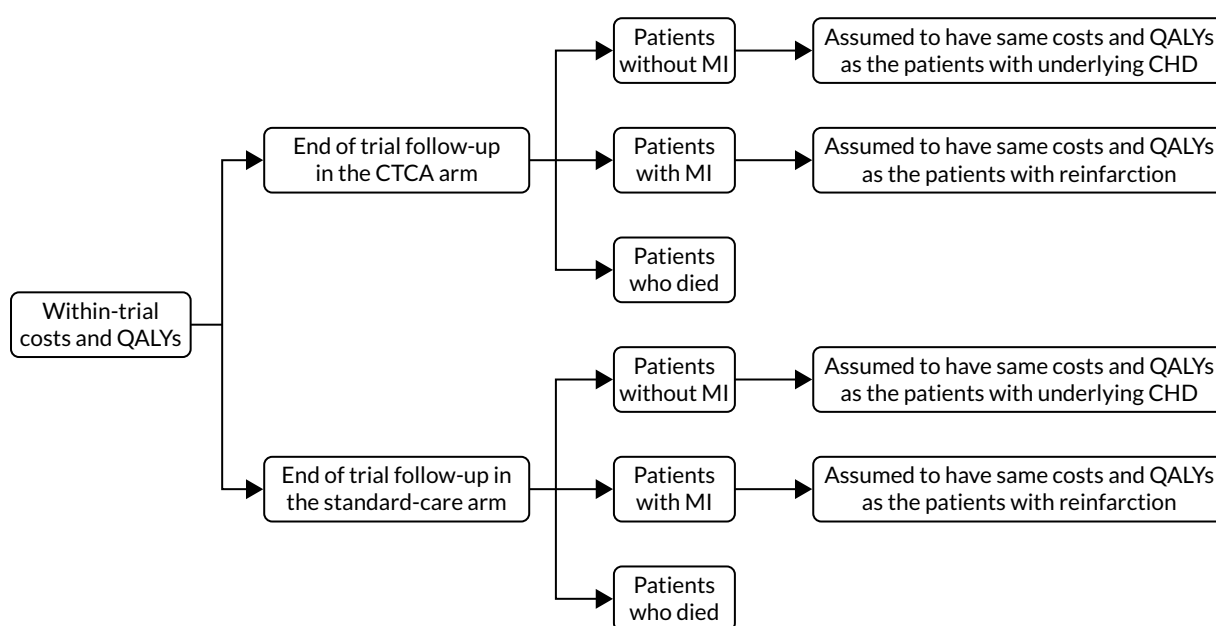 Patients
without MI
Assumed to have same costs and QALYs
as the patients with underlying CHD
End of trial follow-up
in the CTCA arm
Patients
with MI
Assumed to have same costs and QALYs
as the patients with reinfarction
Patients
who died
Within-trial
costs and QALYs
Patients
without MI
Assumed to have same costs and QALYs
as the patients with underlying CHD
End of trial follow-up in
the standard-care arm
Patients
with MI
Assumed to have same costs and QALYs
as the patients with reinfarction
Patients
who died